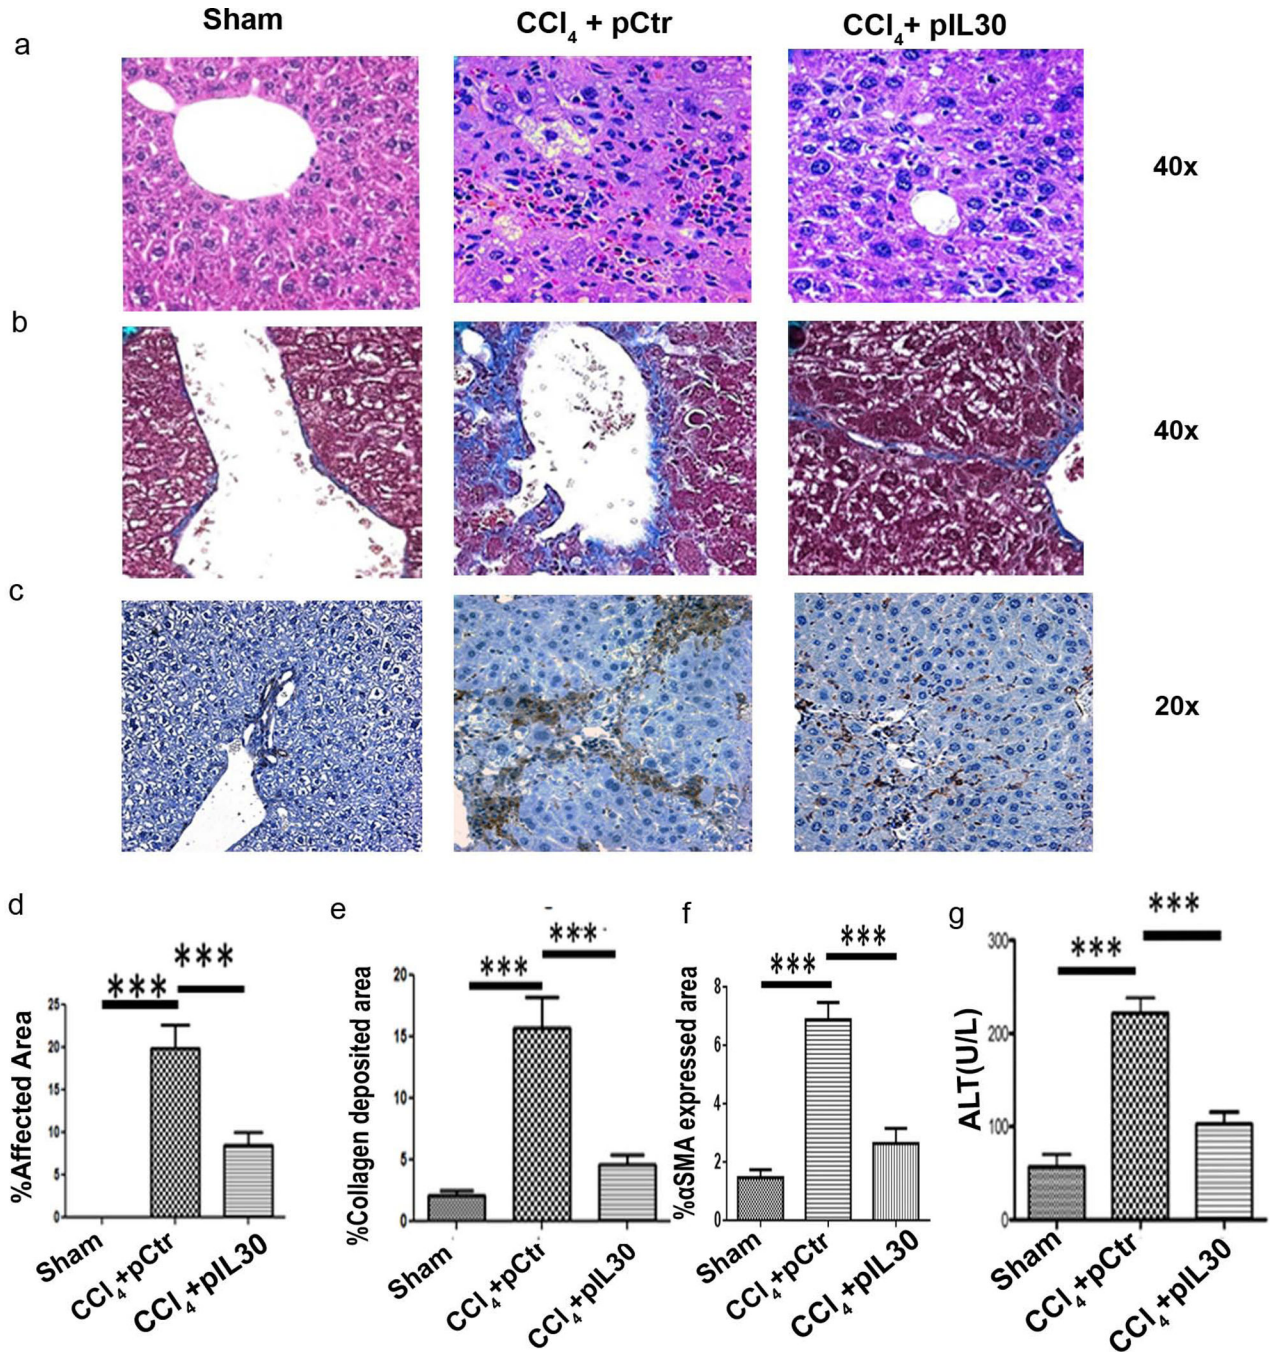 Sham CCl4 + pCtr CCl4+ pIL30
a
40x
b
40x
c
20x
d
e
f
g
***
***
%Affected Area
25
20
15
10
5
0
Sham
CCl4+pCtr
CCl4+pIL30
***
***
%Collagen deposited area
20
15
10
5
0
Sham
CCl4+pCtr
CCl4+pIL30
***
***
%αSMA expressed area
8
6
4
2
0
Sham
CCl4+pCtr
CCl4+pIL30
***
***
ALT(U/L)
300
200
100
0
Sham
CCl4+pCtr
CCl4+pIL30